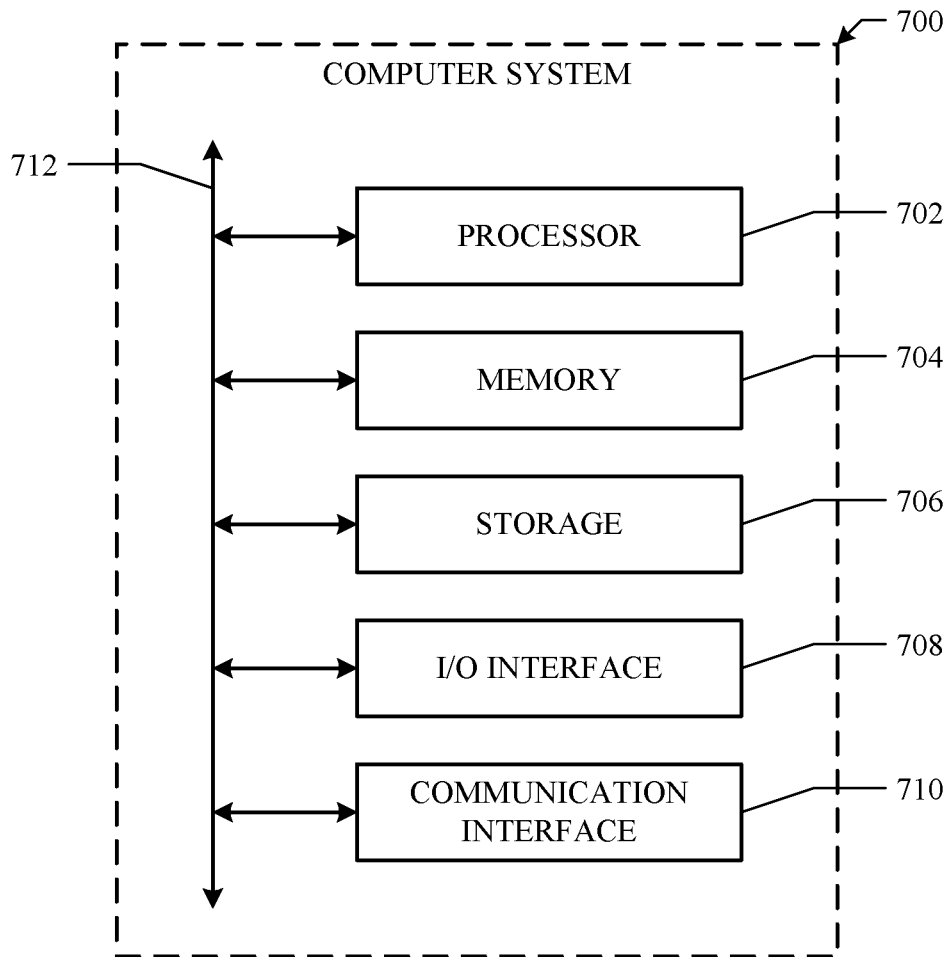 700
COMPUTER SYSTEM
712
702
PROCESSOR
704
MEMORY
706
STORAGE
708
I/O INTERFACE
710
COMMUNICATION
INTERFACE